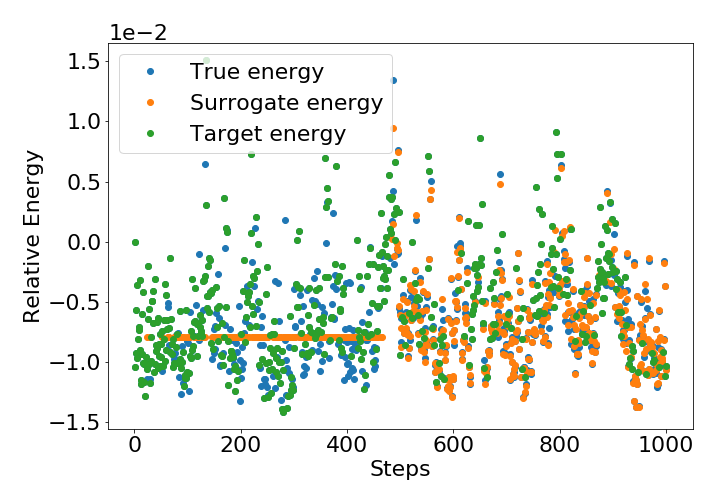 1e−2
1.5
1.0
0.5
0.0
−0.5
−1.0
−1.5
Relative Energy
True energy
Surrogate energy
Target energy
0
200
400
600
800
1000
Steps